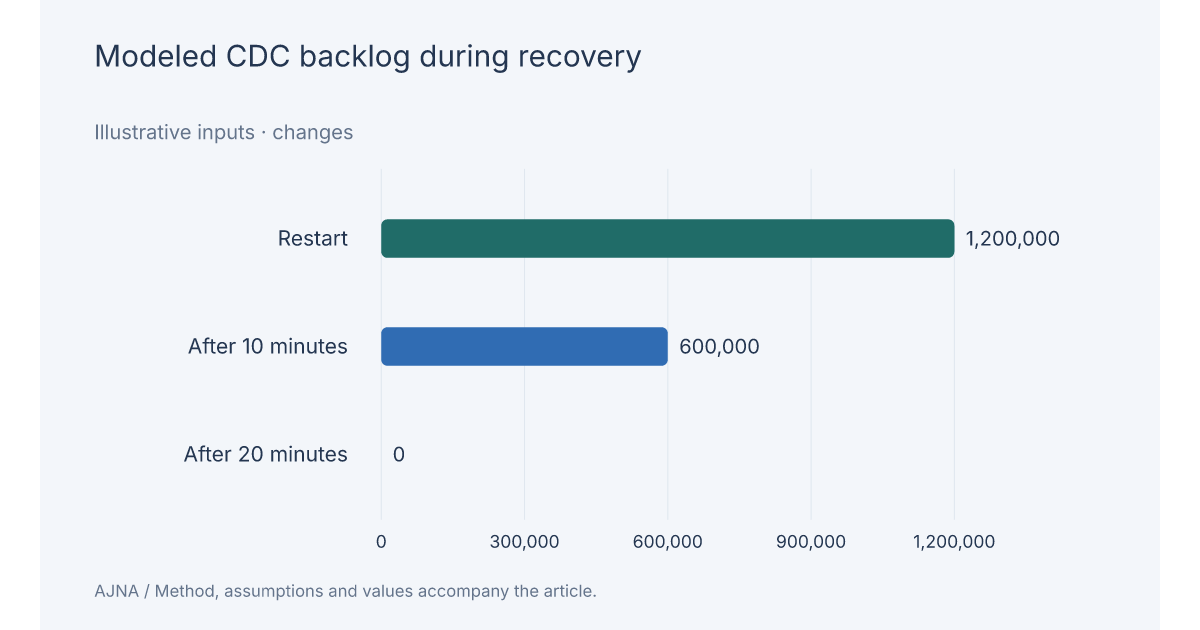 Modeled CDC backlog during recovery
Illustrative inputs · changes
Restart 1,200,000
After 10 minutes 600,000
After 20 minutes 0
0 300,000 600,000 900,000 1,200,000
AJNA / Method, assumptions and values accompany the article.